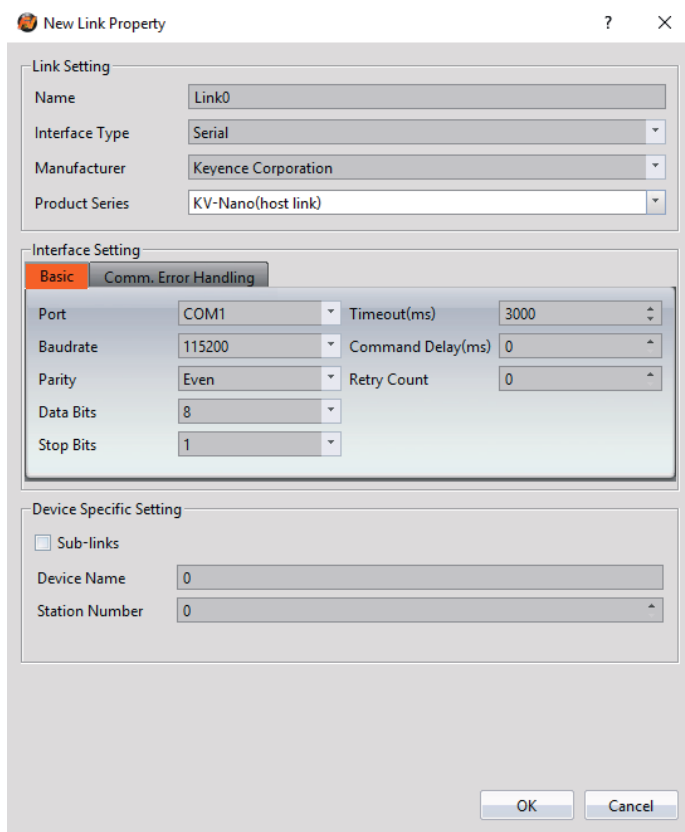 New Link Property ? ×
Link Setting
Name Link0
Interface Type Serial
Manufacturer Keyence Corporation
Product Series KV-Nano(host link)
Interface Setting
Basic Comm. Error Handling
Port COM1 Timeout(ms) 3000
Baudrate 115200 Command Delay(ms) 0
Parity Even Retry Count 0
Data Bits 8
Stop Bits 1
Device Specific Setting
Sub-links
Device Name 0
Station Number 0
OK Cancel